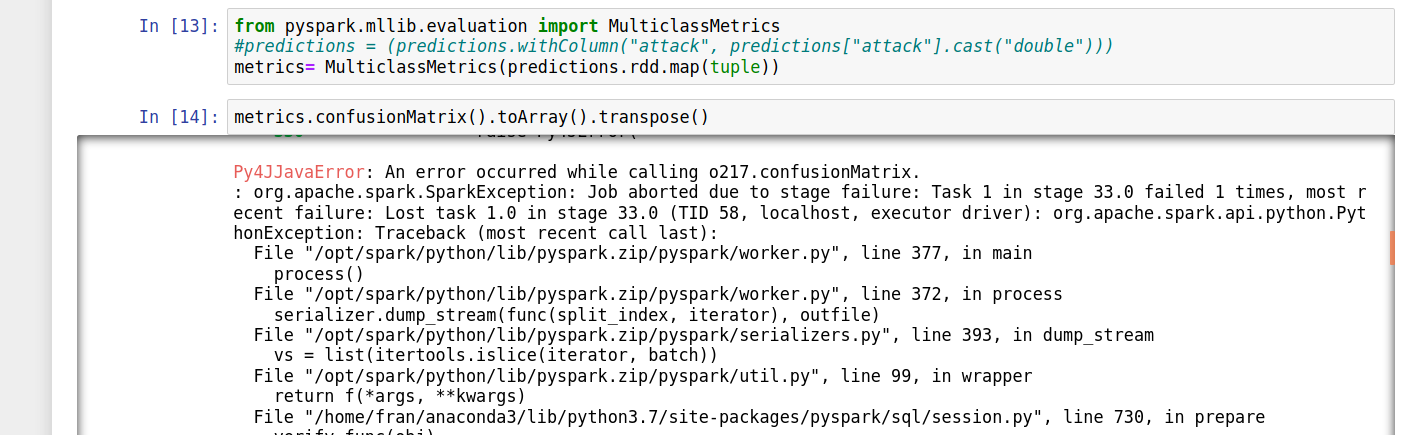 In [13]: from pyspark.mllib.evaluation import MulticlassMetrics
#predictions = (predictions.withColumn("attack", predictions["attack"].cast("double")))
metrics= MulticlassMetrics(predictions.rdd.map(tuple))
In [14]: metrics.confusionMatrix().toArray().transpose()
Py4JJavaError: An error occurred while calling o217.confusionMatrix.
: org.apache.spark.SparkException: Job aborted due to stage failure: Task 1 in stage 33.0 failed 1 times, most r
ecent failure: Lost task 1.0 in stage 33.0 (TID 58, localhost, executor driver): org.apache.spark.api.python.Pyt
honException: Traceback (most recent call last):
  File "/opt/spark/python/lib/pyspark.zip/pyspark/worker.py", line 377, in main
    process()
  File "/opt/spark/python/lib/pyspark.zip/pyspark/worker.py", line 372, in process
    serializer.dump_stream(func(split_index, iterator), outfile)
  File "/opt/spark/python/lib/pyspark.zip/pyspark/serializers.py", line 393, in dump_stream
    vs = list(itertools.islice(iterator, batch))
  File "/opt/spark/python/lib/pyspark.zip/pyspark/util.py", line 99, in wrapper
    return f(*args, **kwargs)
  File "/home/fran/anaconda3/lib/python3.7/site-packages/pyspark/sql/session.py", line 730, in prepare